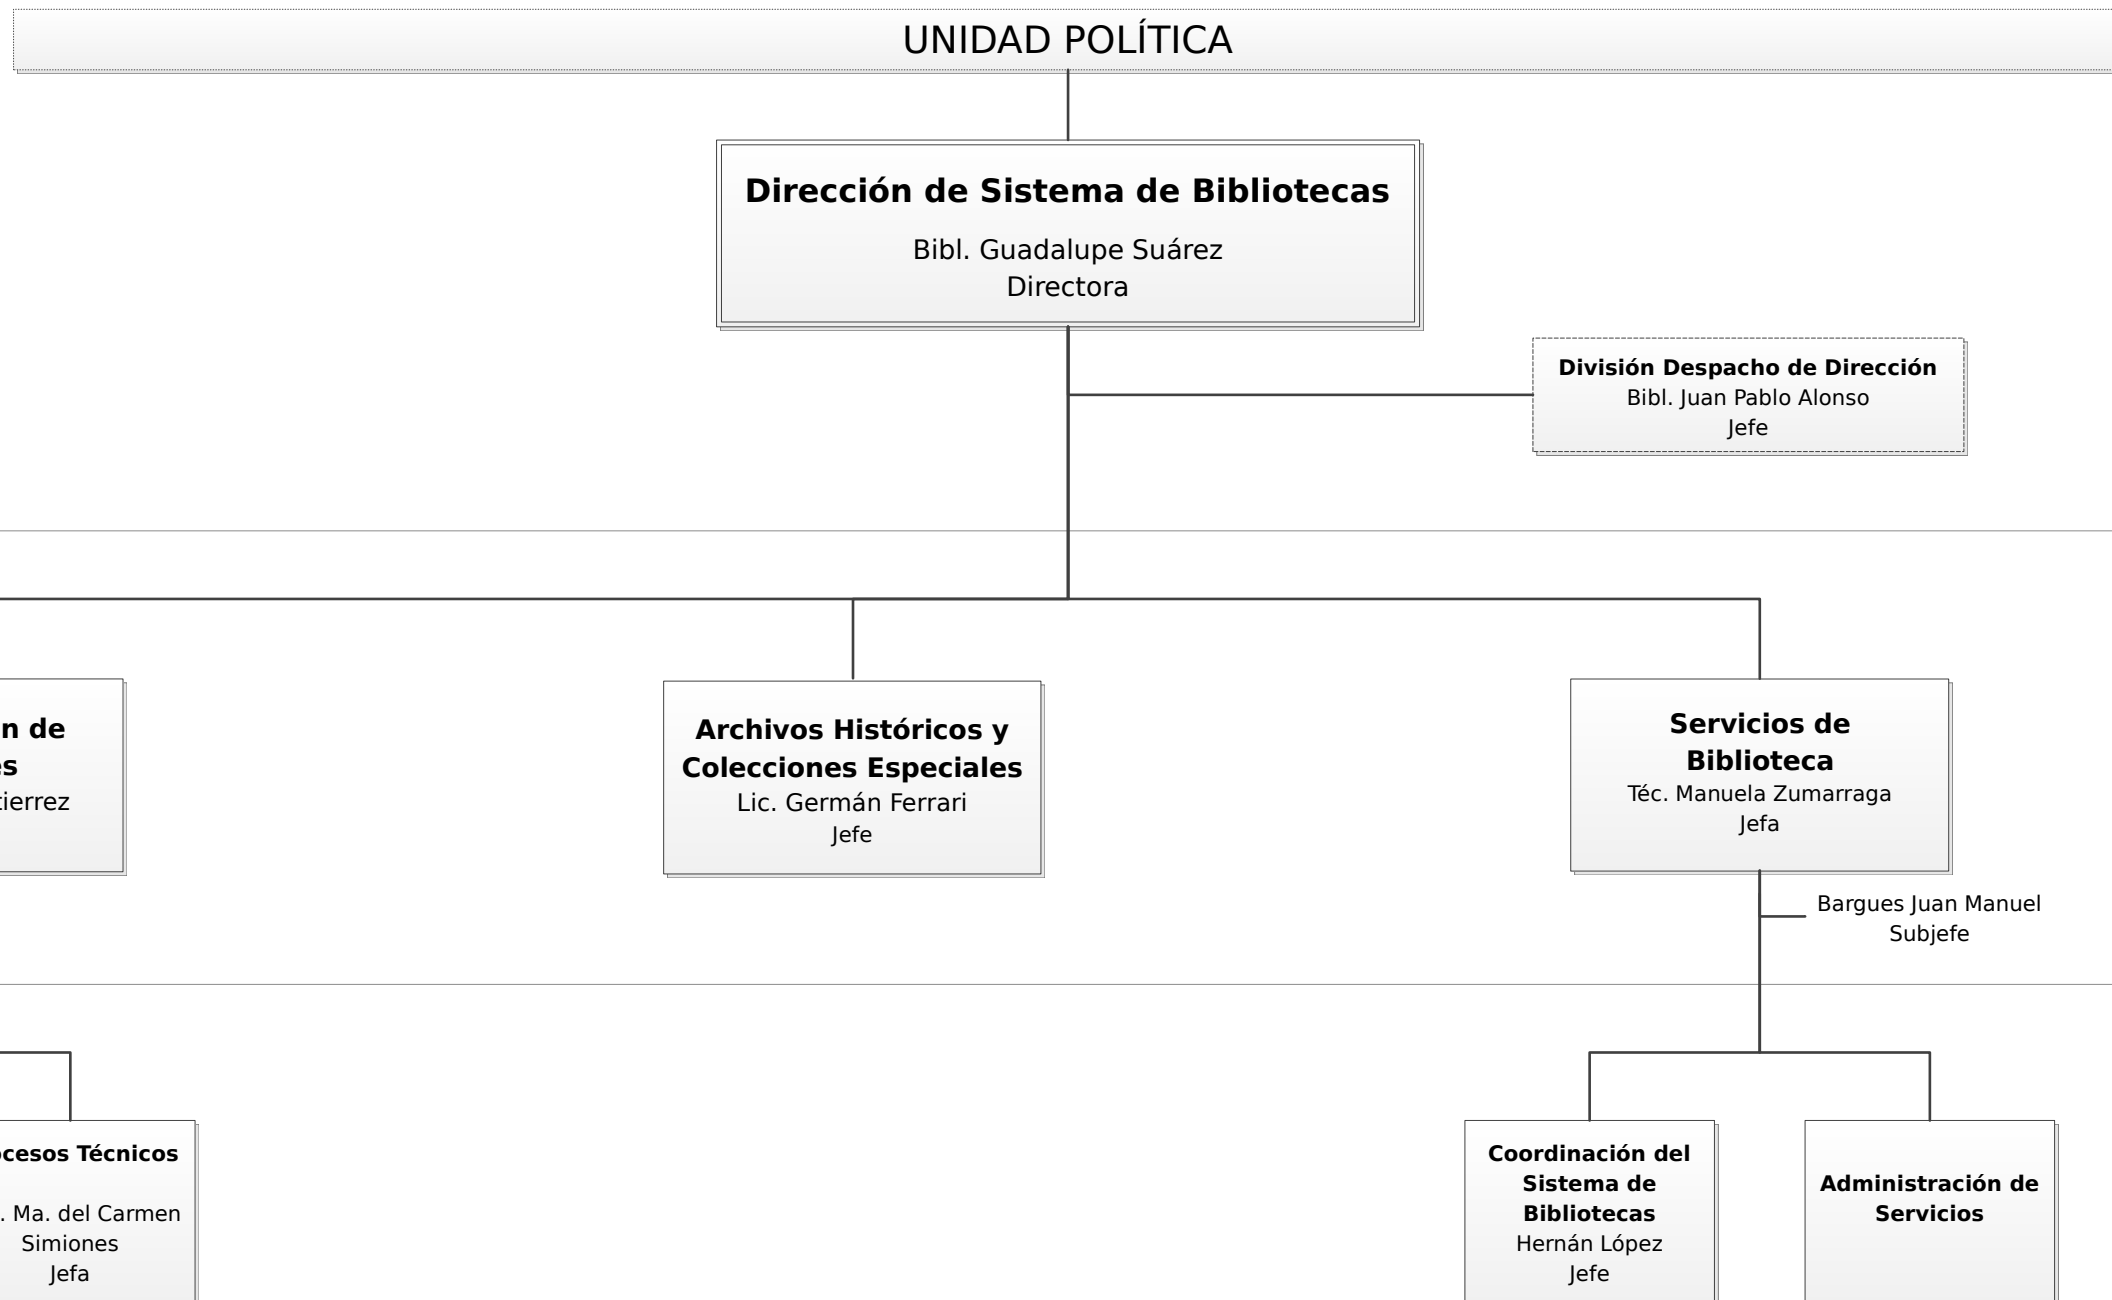 UNIDAD POLÍTICA
Dirección de Sistema de Bibliotecas
Bibl. Guadalupe Suárez
Directora
División Despacho de Dirección
Bibl. Juan Pablo Alonso
Jefe
n de
es
tierrez
Archivos Históricos y
Colecciones Especiales
Lic. Germán Ferrari
Jefe
Servicios de
Biblioteca
Téc. Manuela Zumarraga
Jefa
Bargues Juan Manuel
Subjefe
ocesos Técnicos
. Ma. del Carmen
Simiones
Jefa
Coordinación del
Sistema de
Bibliotecas
Hernán López
Jefe
Administración de
Servicios